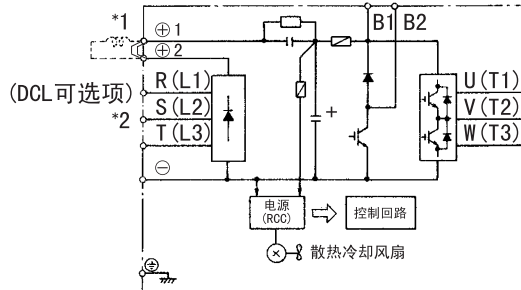 *1
⊕1
⊕2
B1 B2
(DCL可选项)
*2
R(L1)
S(L2)
T(L3)
⊖
+
U(T1)
V(T2)
W(T3)
电源
(RCC)
控制回路
散热冷却风扇